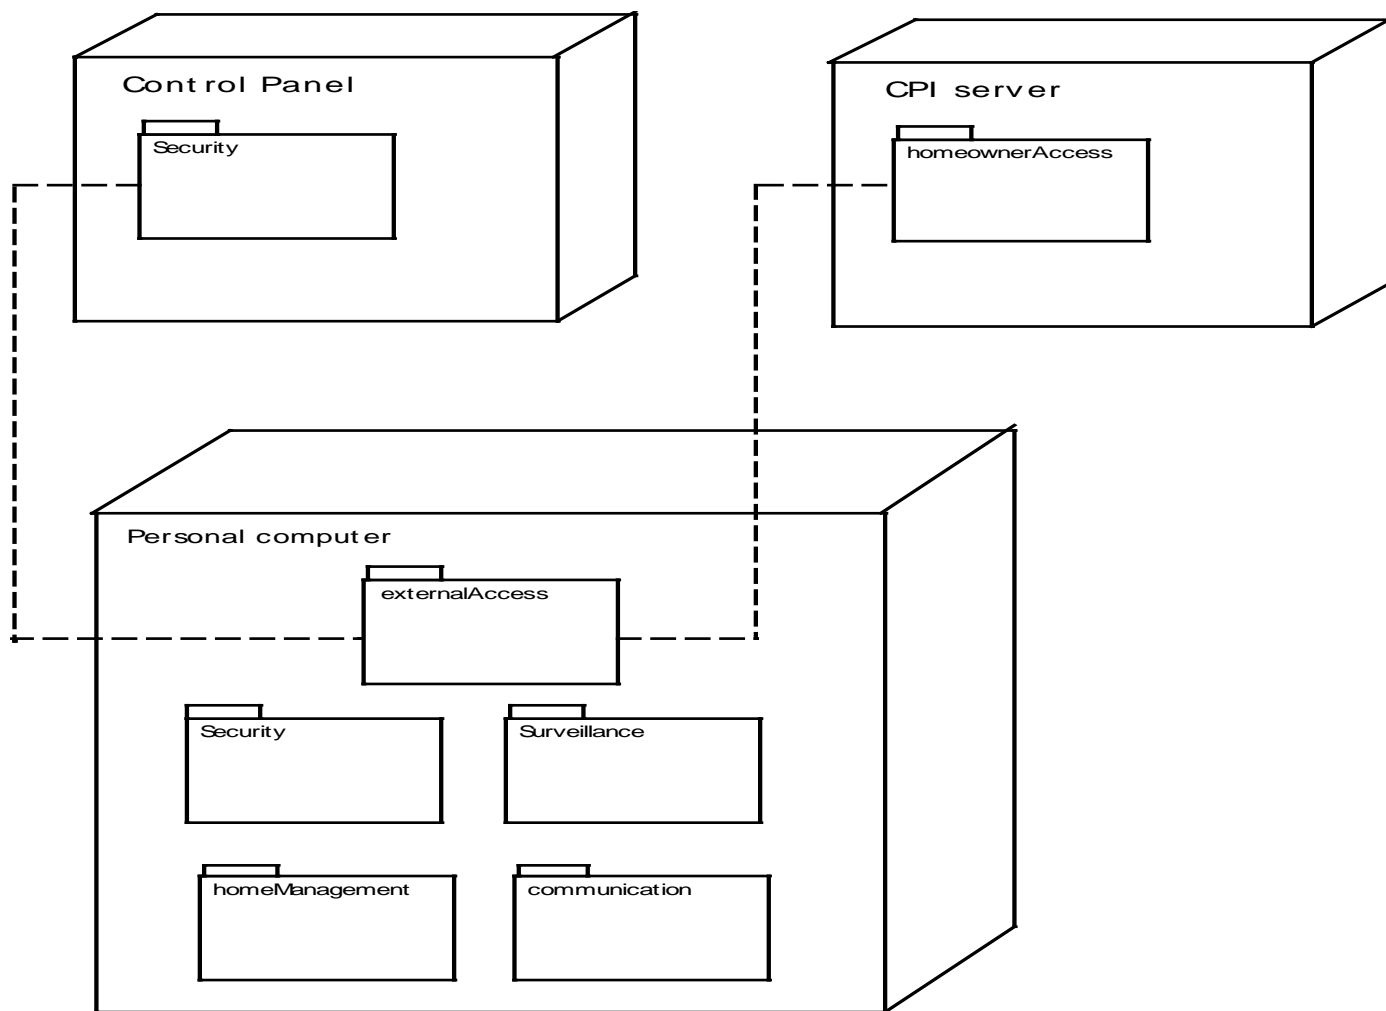 Control Panel
Security
CPI server
homeownerAccess
Personal computer
externalAccess
Security
Surveillance
homeManagement
communication